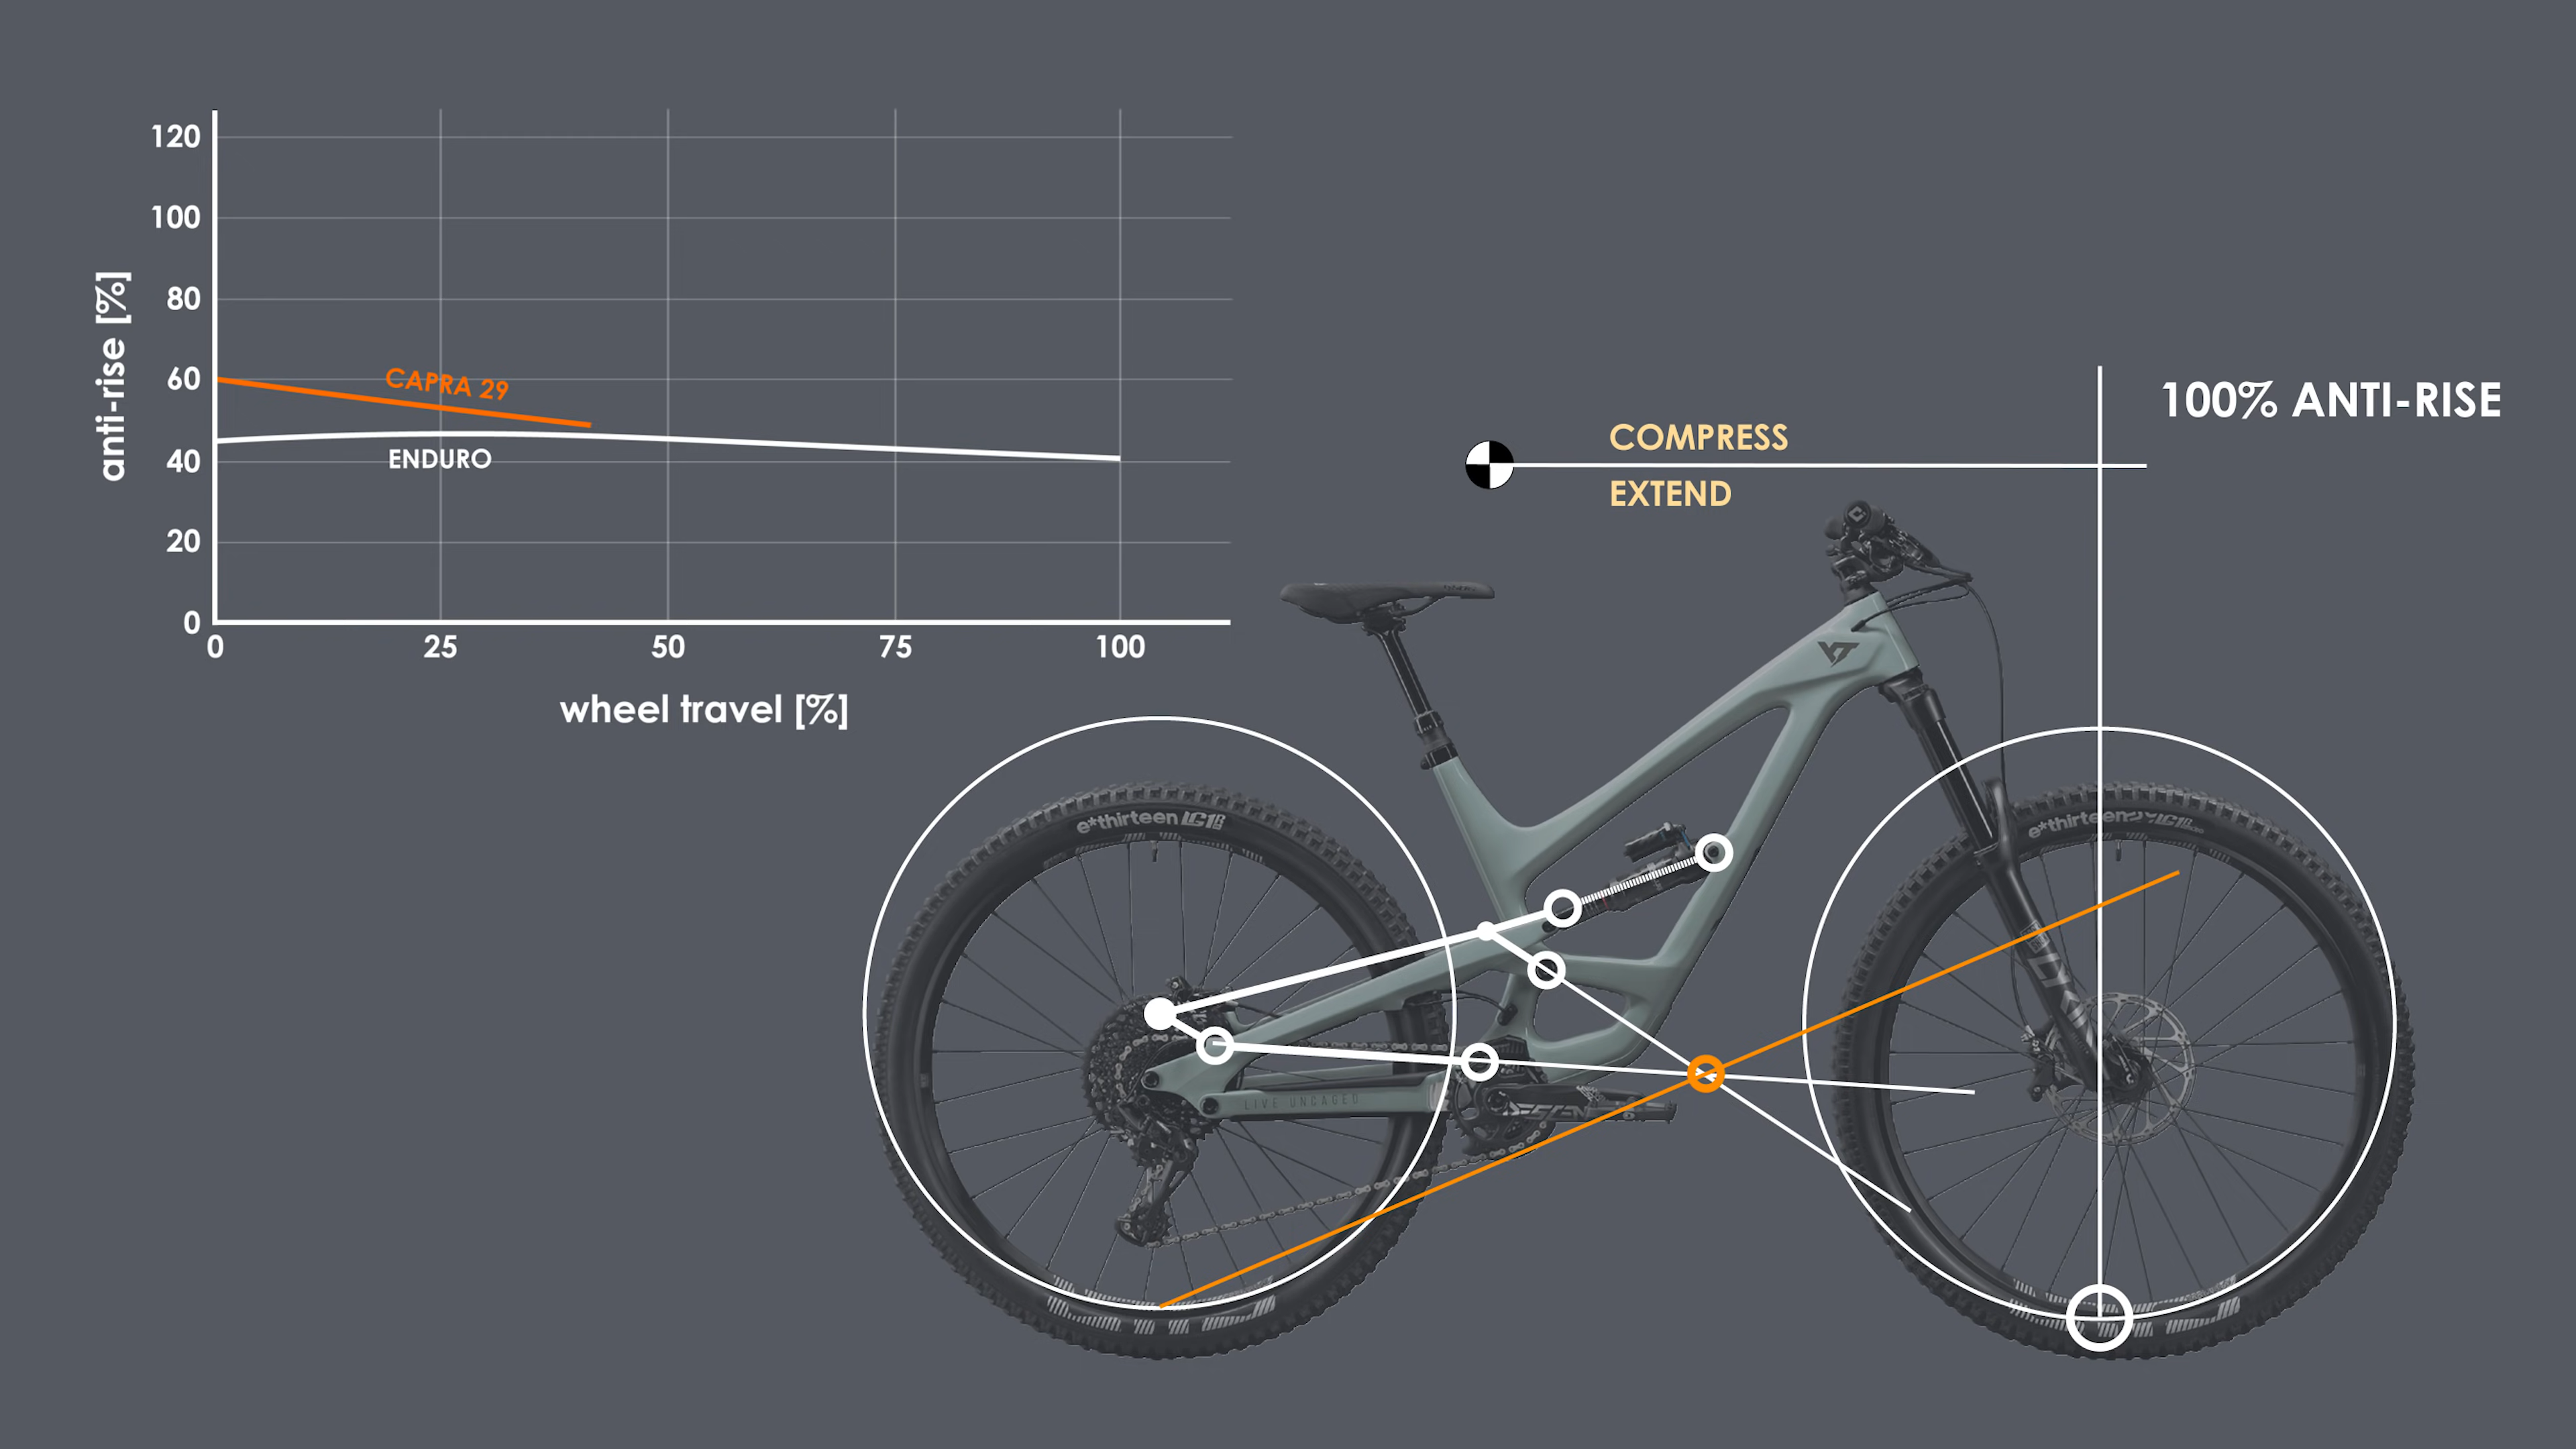 120
100
80
60
40
20
0
anti-rise [%]
CAPRA 29
ENDURO
0 25 50 75 100
wheel travel [%]
COMPRESS
EXTEND
100% ANTI-RISE
YT
e*thirteen LG1
e*thirteen
LIVE UNCAGED